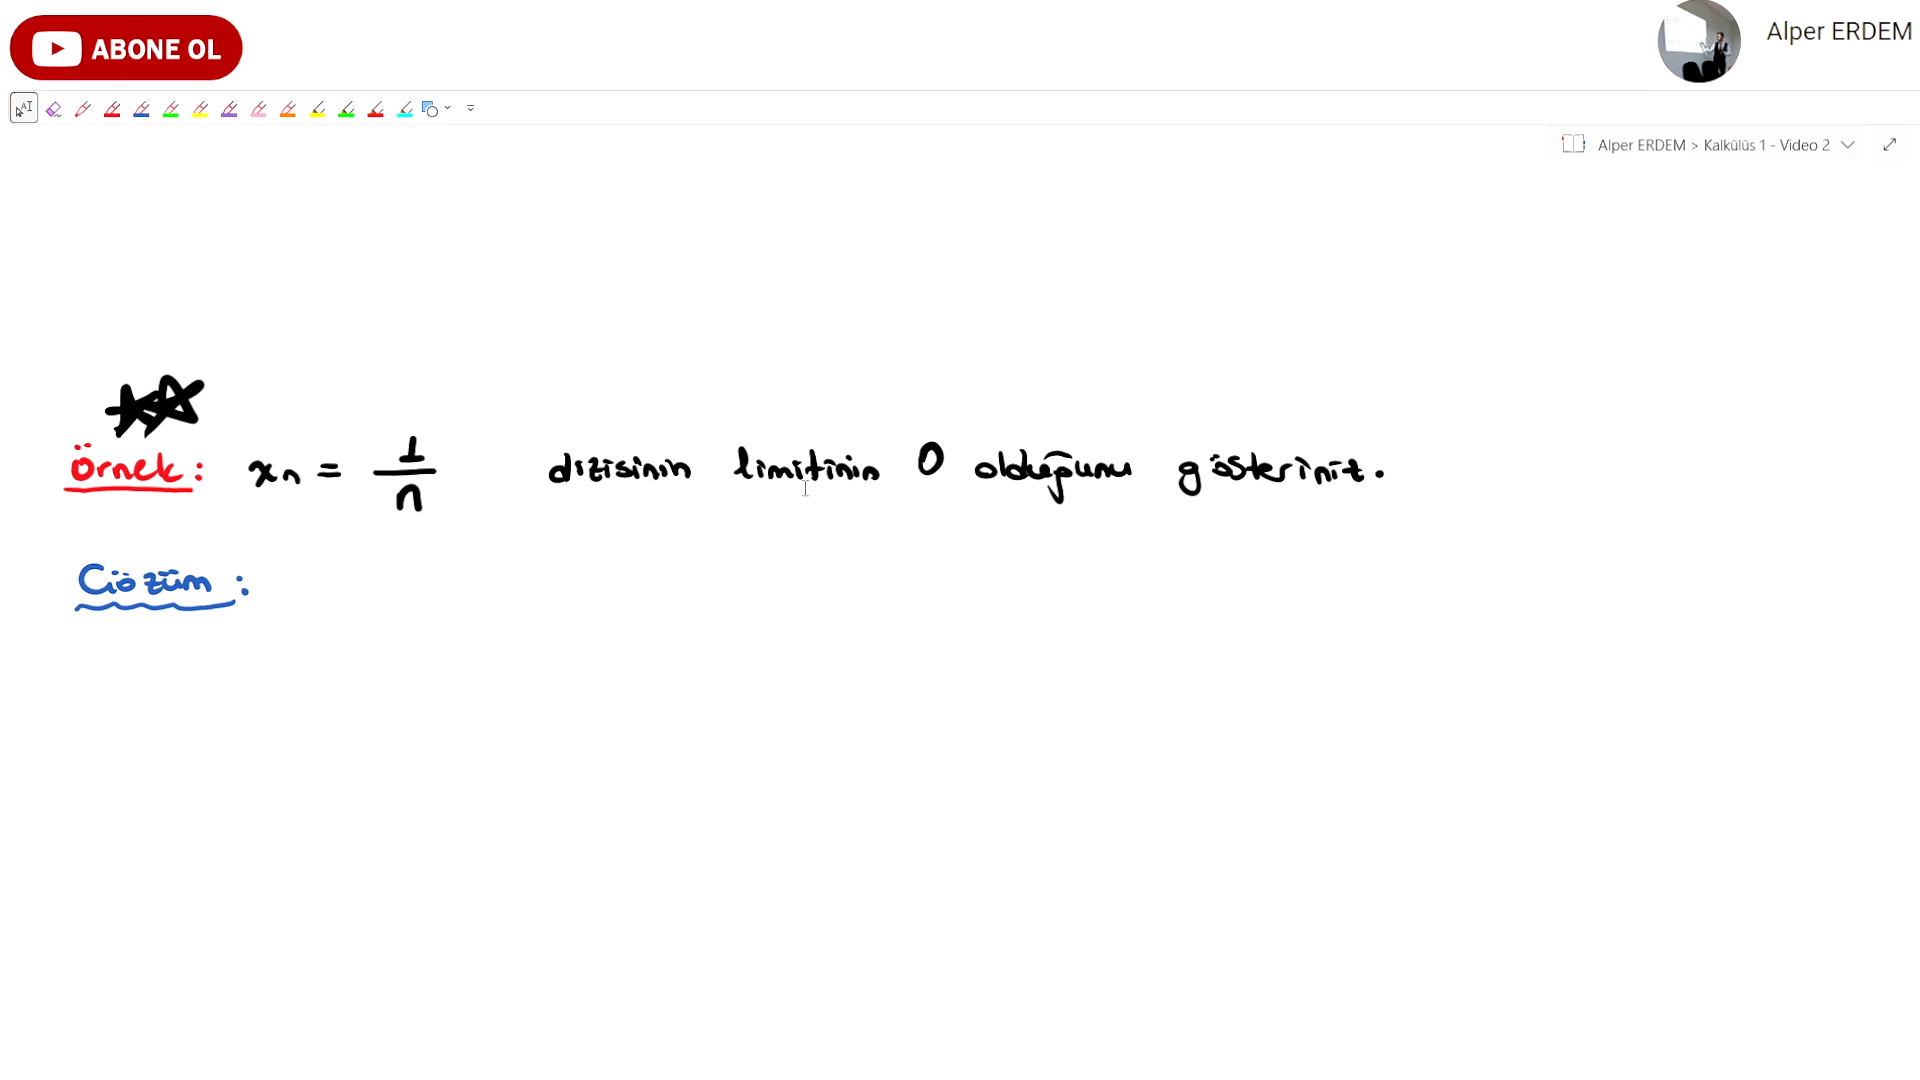 ABONE OL
Alper ERDEM
Alper ERDEM > Kalkülüs 1 - Video 2
Örnek: xn = 1/n dizisinin limitinin 0 olduğunu gösteriniz.
Çözüm: